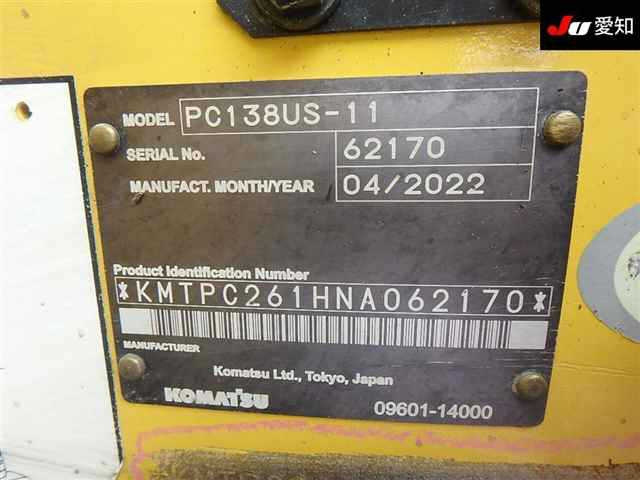 JU 愛知
MODEL PC138US-11
SERIAL No. 62170
MANUFACT. MONTH/YEAR 04/2022
Product Identification Number
*KMTPC261HNA062170*
MANUFACTURER
Komatsu Ltd., Tokyo, Japan
KOMATSU
09601-14000